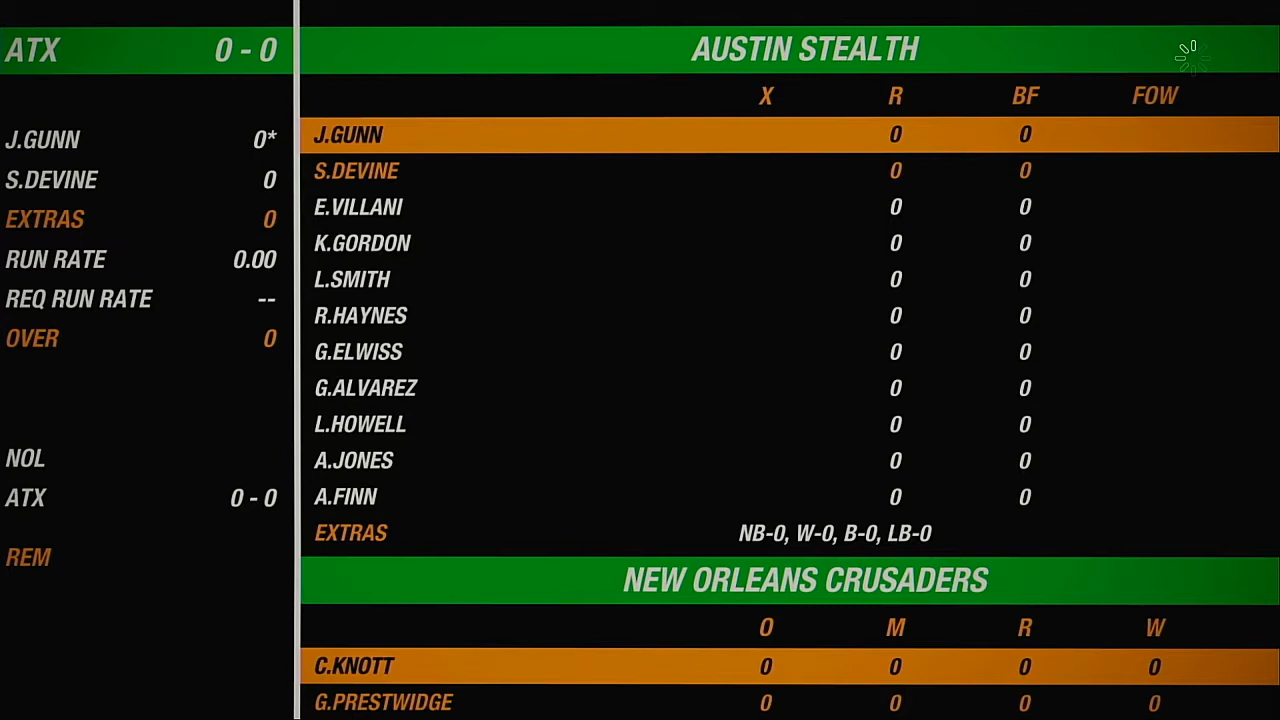 ATX 0 - 0
J.GUNN 0*
S.DEVINE 0
EXTRAS 0
RUN RATE 0.00
REQ RUN RATE --
OVER 0
NOL
ATX 0 - 0
REM
AUSTIN STEALTH
X R BF FOW
J.GUNN 0 0
S.DEVINE 0 0
E.VILLANI 0 0
K.GORDON 0 0
L.SMITH 0 0
R.HAYNES 0 0
G.ELWISS 0 0
G.ALVAREZ 0 0
L.HOWELL 0 0
A.JONES 0 0
A.FINN 0 0
EXTRAS NB-0, W-0, B-0, LB-0
NEW ORLEANS CRUSADERS
O M R W
C.KNOTT 0 0 0 0
G.PRESTWIDGE 0 0 0 0